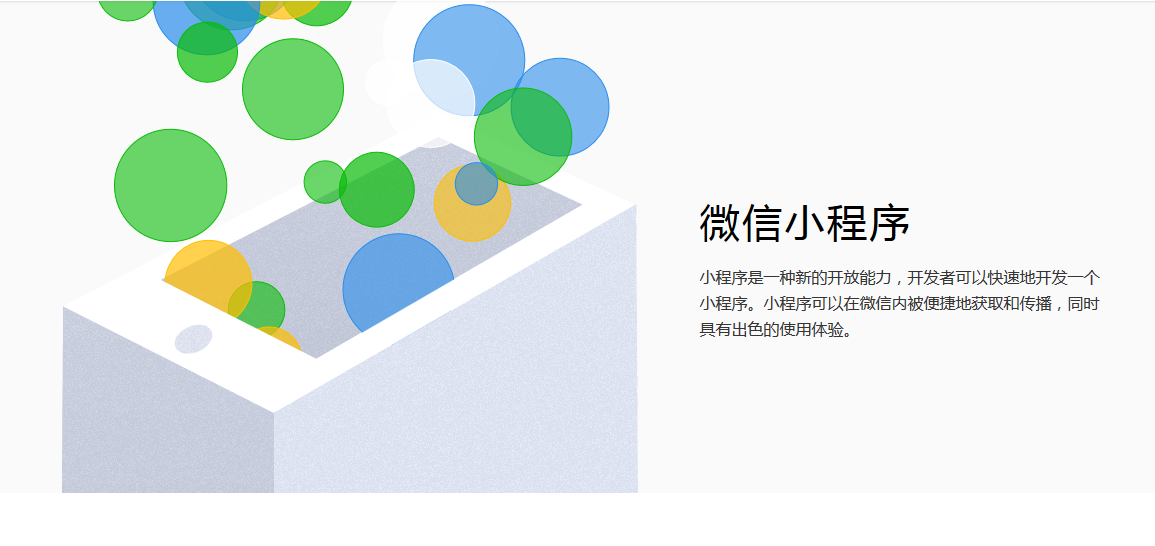 微信小程序
小程序是一种新的开放能力，开发者可以快速地开发一个
小程序。小程序可以在微信内被便捷地获取和传播，同时
具有出色的使用体验。